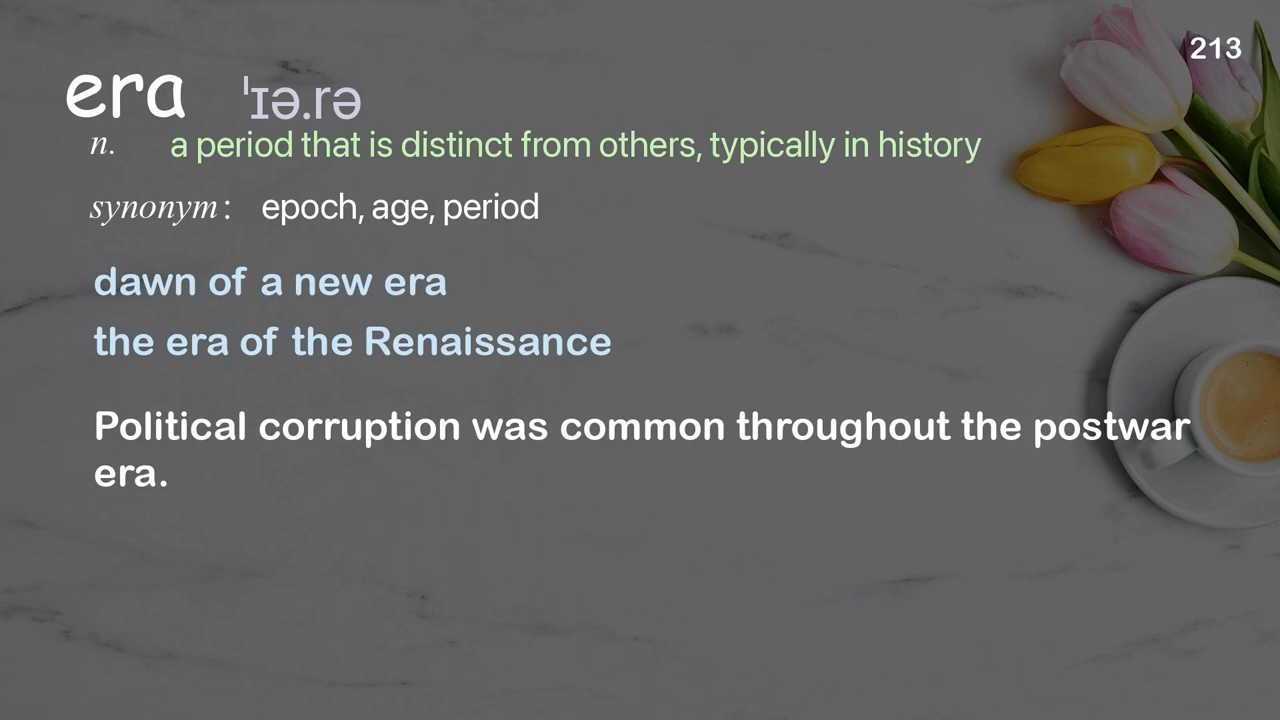 213
era ˈɪə.rə
n. a period that is distinct from others, typically in history
synonym: epoch, age, period
dawn of a new era
the era of the Renaissance
Political corruption was common throughout the postwar
era.